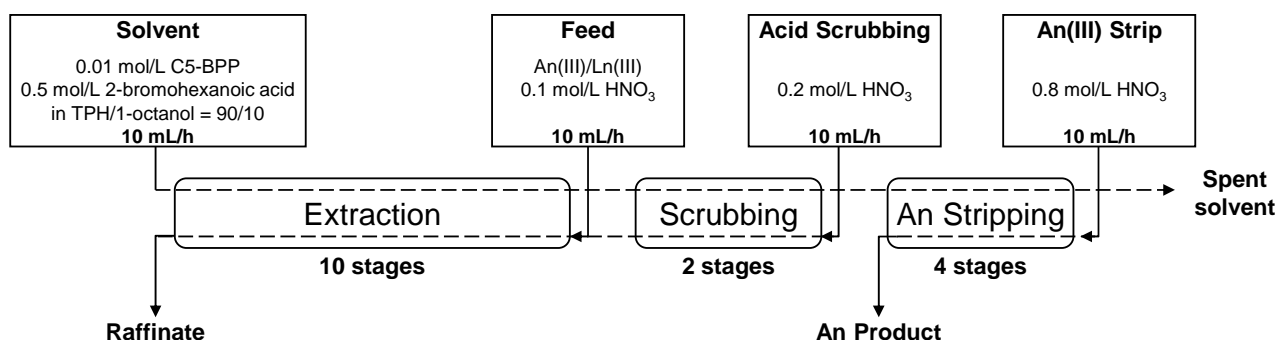 Solvent
0.01 mol/L C5-BPP
0.5 mol/L 2-bromohexanoic acid
in TPH/1-octanol = 90/10
10 mL/h
Feed
An(III)/Ln(III)
0.1 mol/L HNO₃
10 mL/h
Acid Scrubbing
0.2 mol/L HNO₃
10 mL/h
An(III) Strip
0.8 mol/L HNO₃
10 mL/h
Extraction
Scrubbing
An Stripping
Spent
solvent
10 stages
2 stages
4 stages
Raffinate
An Product